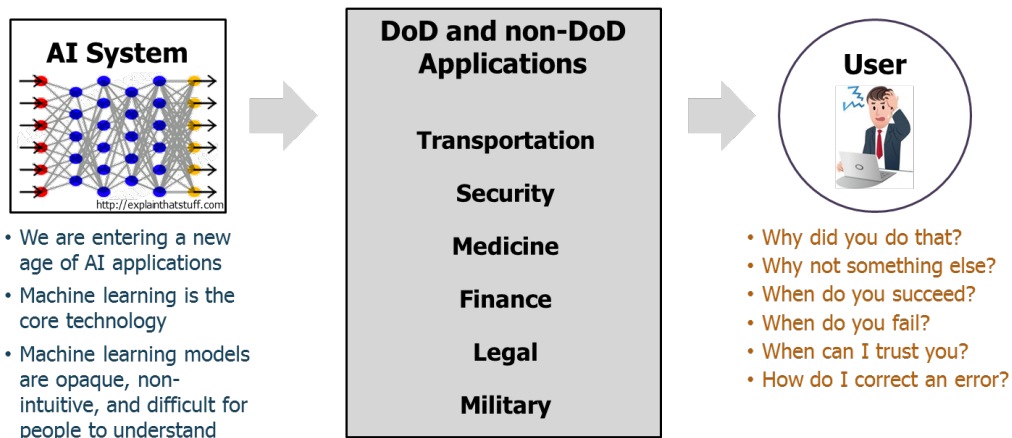 AI System
http://explainthatstuff.com
• We are entering a new
age of AI applications
• Machine learning is the
core technology
• Machine learning models
are opaque, non-
intuitive, and difficult for
people to understand
DoD and non-DoD
Applications
Transportation
Security
Medicine
Finance
Legal
Military
User
• Why did you do that?
• Why not something else?
• When do you succeed?
• When do you fail?
• When can I trust you?
• How do I correct an error?